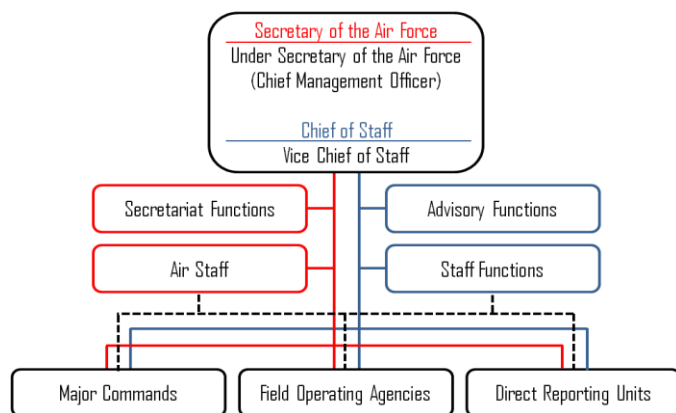 Secretary of the Air Force
Under Secretary of the Air Force
(Chief Management Officer)
Chief of Staff
Vice Chief of Staff
Secretariat Functions
Advisory Functions
Air Staff
Staff Functions
Major Commands
Field Operating Agencies
Direct Reporting Units